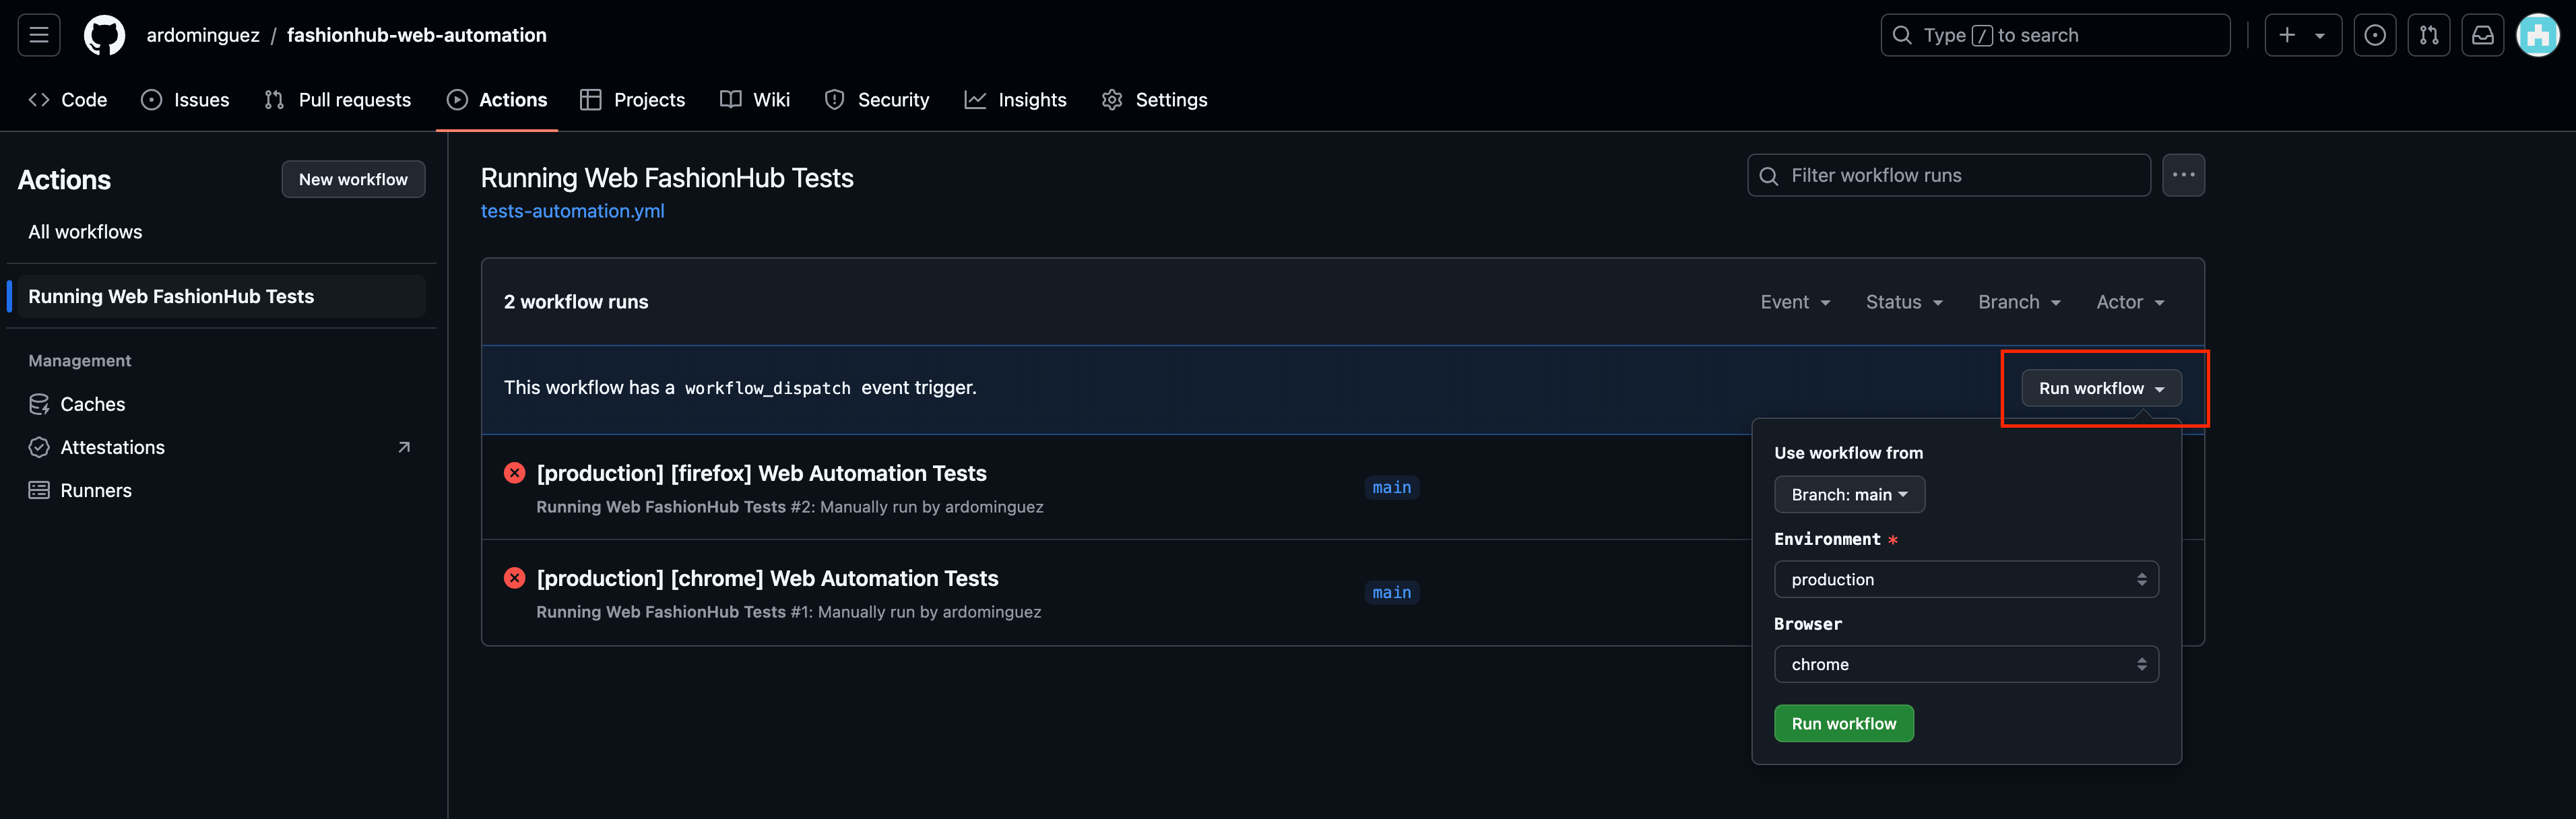 ardominguez / fashionhub-web-automation
Type / to search
Code
Issues
Pull requests
Actions
Projects
Wiki
Security
Insights
Settings
Actions
New workflow
All workflows
Running Web FashionHub Tests
Management
Caches
Attestations
Runners
Running Web FashionHub Tests
tests-automation.yml
Filter workflow runs
2 workflow runs
Event
Status
Branch
Actor
This workflow has a workflow_dispatch event trigger.
Run workflow
[production] [firefox] Web Automation Tests
Running Web FashionHub Tests #2: Manually run by ardominguez
main
[production] [chrome] Web Automation Tests
Running Web FashionHub Tests #1: Manually run by ardominguez
main
Use workflow from
Branch: main
Environment *
production
Browser
chrome
Run workflow